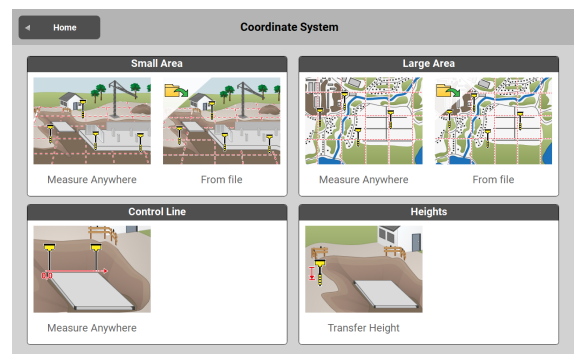 Home
Coordinate System
Small Area
Measure Anywhere
From file
Large Area
Measure Anywhere
From file
Control Line
Measure Anywhere
Heights
Transfer Height